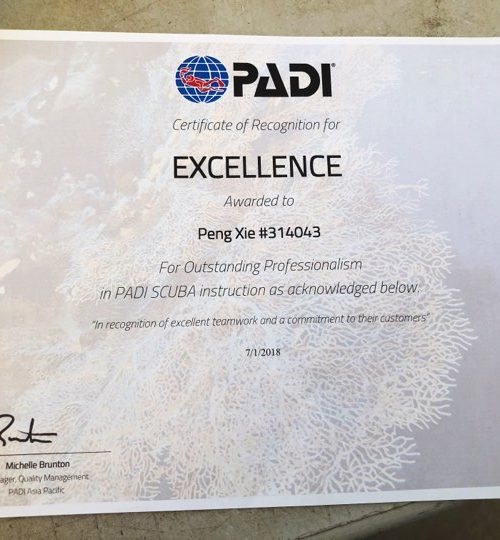 PADI
Certificate of Recognition for
EXCELLENCE
Awarded to
Peng Xie #314043
For Outstanding Professionalism
in PADI SCUBA instruction as acknowledged below:
"In recognition of excellent teamwork and a commitment to their customers"
7/1/2018
Michelle Brunton
ager, Quality Management
PADI Asia Pacific